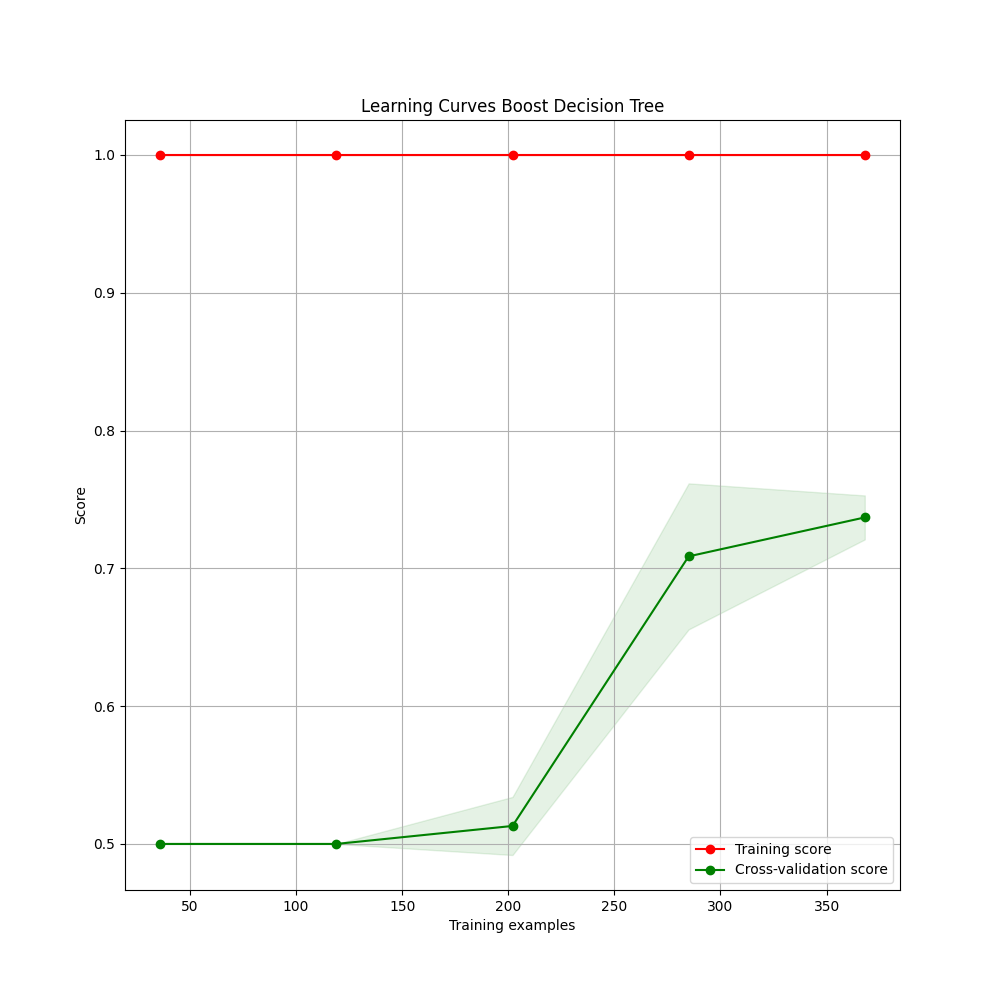 Learning Curves Boost Decision Tree
1.0
0.9
0.8
0.7
0.6
0.5
Score
50 100 150 200 250 300 350
Training examples
Training score
Cross-validation score